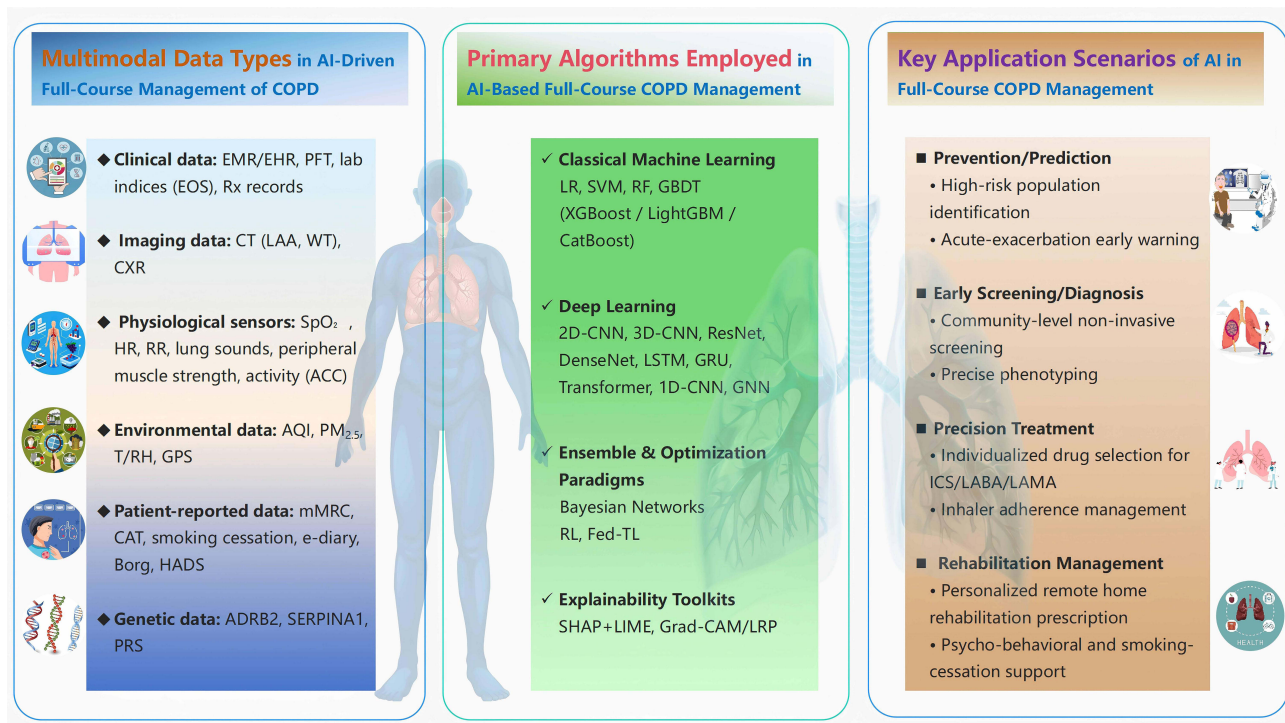 Multimodal Data Types in AI-Driven
Full-Course Management of COPD
◆ Clinical data: EMR/EHR, PFT, lab
indices (EOS), Rx records
◆ Imaging data: CT (LAA, WT),
CXR
◆ Physiological sensors: SpO₂ ,
HR, RR, lung sounds, peripheral
muscle strength, activity (ACC)
◆ Environmental data: AQI, PM₂.₅,
T/RH, GPS
◆ Patient-reported data: mMRC,
CAT, smoking cessation, e-diary,
Borg, HADS
◆ Genetic data: ADRB2, SERPINA1,
PRS
Primary Algorithms Employed in
AI-Based Full-Course COPD Management
✓ Classical Machine Learning
LR, SVM, RF, GBDT
(XGBoost / LightGBM /
CatBoost)
✓ Deep Learning
2D-CNN, 3D-CNN, ResNet,
DenseNet, LSTM, GRU,
Transformer, 1D-CNN, GNN
✓ Ensemble & Optimization
Paradigms
Bayesian Networks
RL, Fed-TL
✓ Explainability Toolkits
SHAP+LIME, Grad-CAM/LRP
Key Application Scenarios of AI in
Full-Course COPD Management
■ Prevention/Prediction
• High-risk population
identification
• Acute-exacerbation early warning
■ Early Screening/Diagnosis
• Community-level non-invasive
screening
• Precise phenotyping
■ Precision Treatment
• Individualized drug selection for
ICS/LABA/LAMA
• Inhaler adherence management
■ Rehabilitation Management
• Personalized remote home
rehabilitation prescription
• Psycho-behavioral and smoking-
cessation support
HEALTH